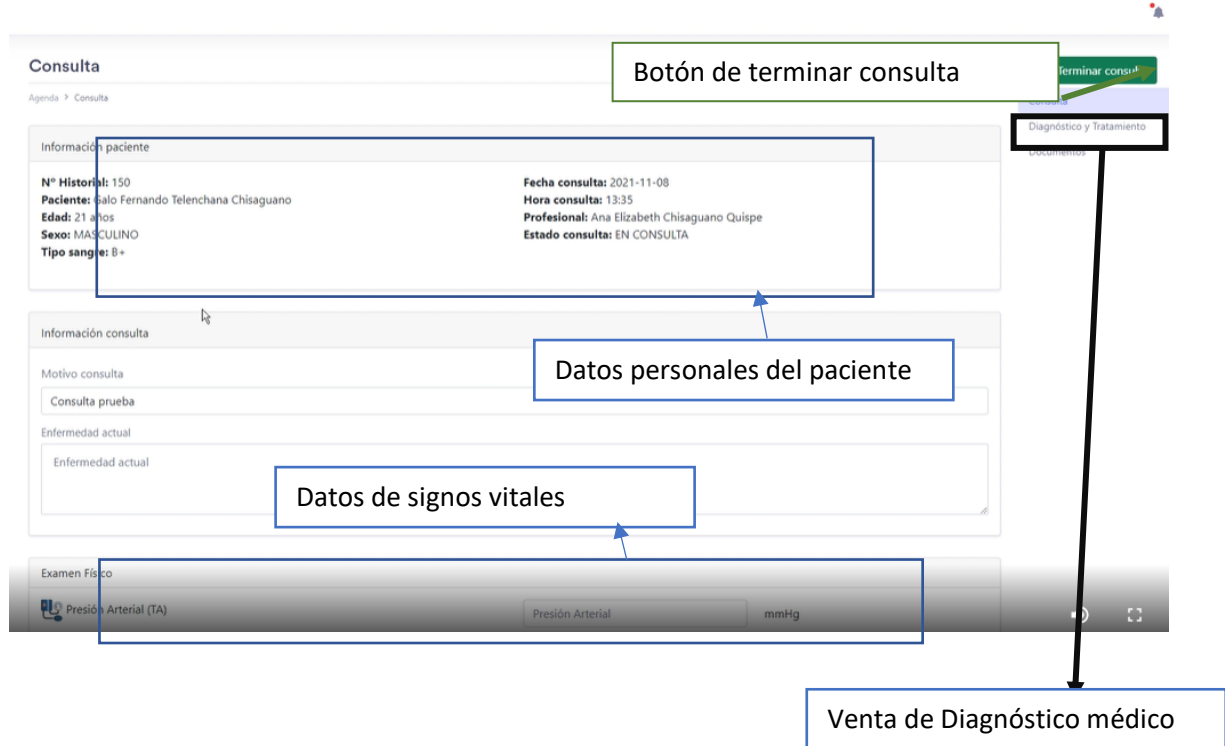 Consulta
Botón de terminar consulta
Terminar consulta
Agenda > Consulta
Consulta
Diagnóstico y Tratamiento
Documentos
Información paciente
Nº Historial: 150
Paciente: Galo Fernando Telenchana Chisaguano
Edad: 21 años
Sexo: MASCULINO
Tipo sangre: B+
Fecha consulta: 2021-11-08
Hora consulta: 13:35
Profesional: Ana Elizabeth Chisaguano Quispe
Estado consulta: EN CONSULTA
Información consulta
Datos personales del paciente
Motivo consulta
Consulta prueba
Enfermedad actual
Enfermedad actual
Datos de signos vitales
Examen Físico
Presión Arterial (TA)
Presión Arterial
mmHg
Venta de Diagnóstico médico